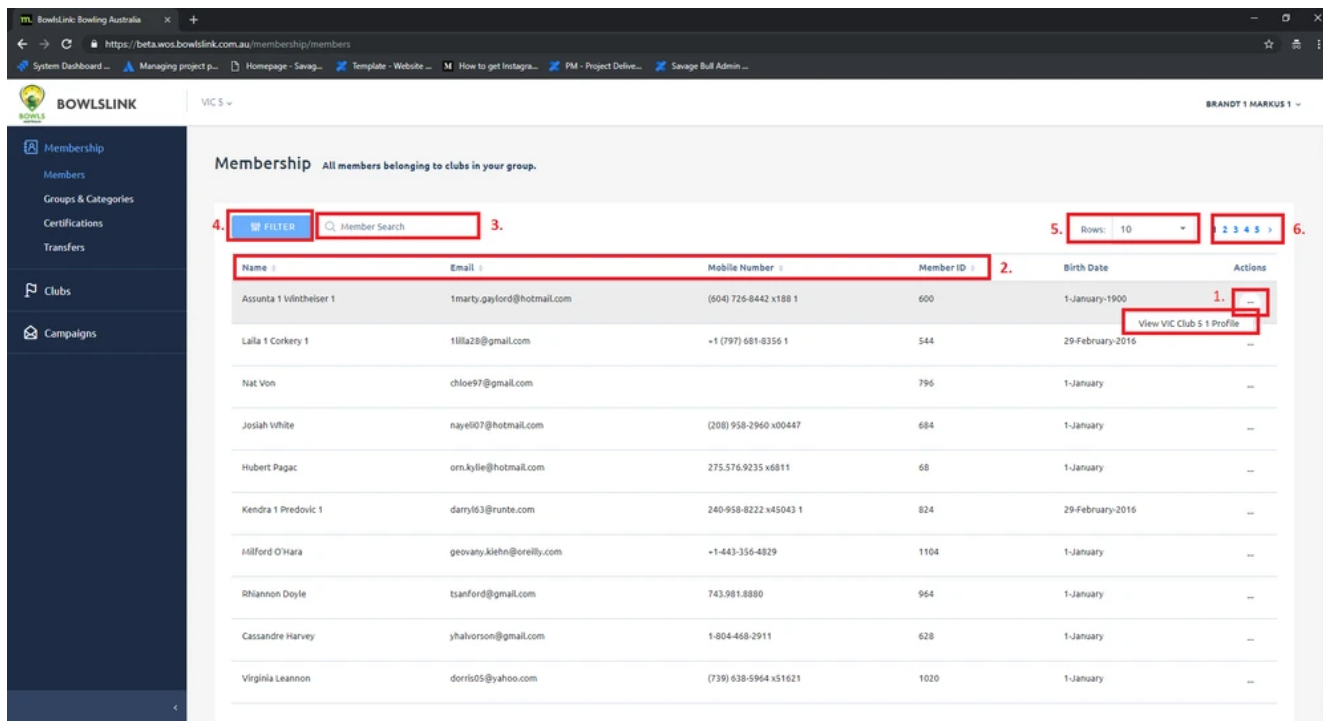 m. BowlsLink: Bowling Australia × +
https://beta.wos.bowlslink.com.au/membership/members
System Dashboard ... Managing project p... Homepage - Savag... Template - Website ... M How to get Instagra... PM - Project Delive... Savage Bull Admin ...
BOWLS
BOWLSLINK VIC 5 BRANDT 1 MARKUS 1
Membership
Members
Groups & Categories
Certifications
Transfers
Clubs
Campaigns
Membership All members belonging to clubs in your group.
4. FILTER Member Search 3. 5. Rows: 10 1 2 3 4 5 > 6.
Name Email Mobile Number Member ID 2. Birth Date Actions
Assunta 1 Wintheiser 1 1marty.gaylord@hotmail.com (604) 726-8442 x188 1 600 1-January-1900 1. ...
View VIC Club 5 1 Profile
Laila 1 Corkery 1 1lilla28@gmail.com +1 (797) 681-8356 1 544 29-February-2016 ...
Nat Von chloe97@gmail.com 796 1-January ...
Josiah White nayeli07@hotmail.com (208) 958-2960 x00447 684 1-January ...
Hubert Pagac orn.kylie@hotmail.com 275.576.9235 x6811 68 1-January ...
Kendra 1 Predovic 1 darryl63@runte.com 240-958-8222 x45043 1 824 29-February-2016 ...
Milford O'Hara geovany.kiehn@oreilly.com +1-443-356-4829 1104 1-January ...
Rhiannon Doyle tsanford@gmail.com 743.981.8880 964 1-January ...
Cassandre Harvey yhalvorson@gmail.com 1-804-468-2911 628 1-January ...
Virginia Leannon dorris05@yahoo.com (739) 638-5964 x51621 1020 1-January ...